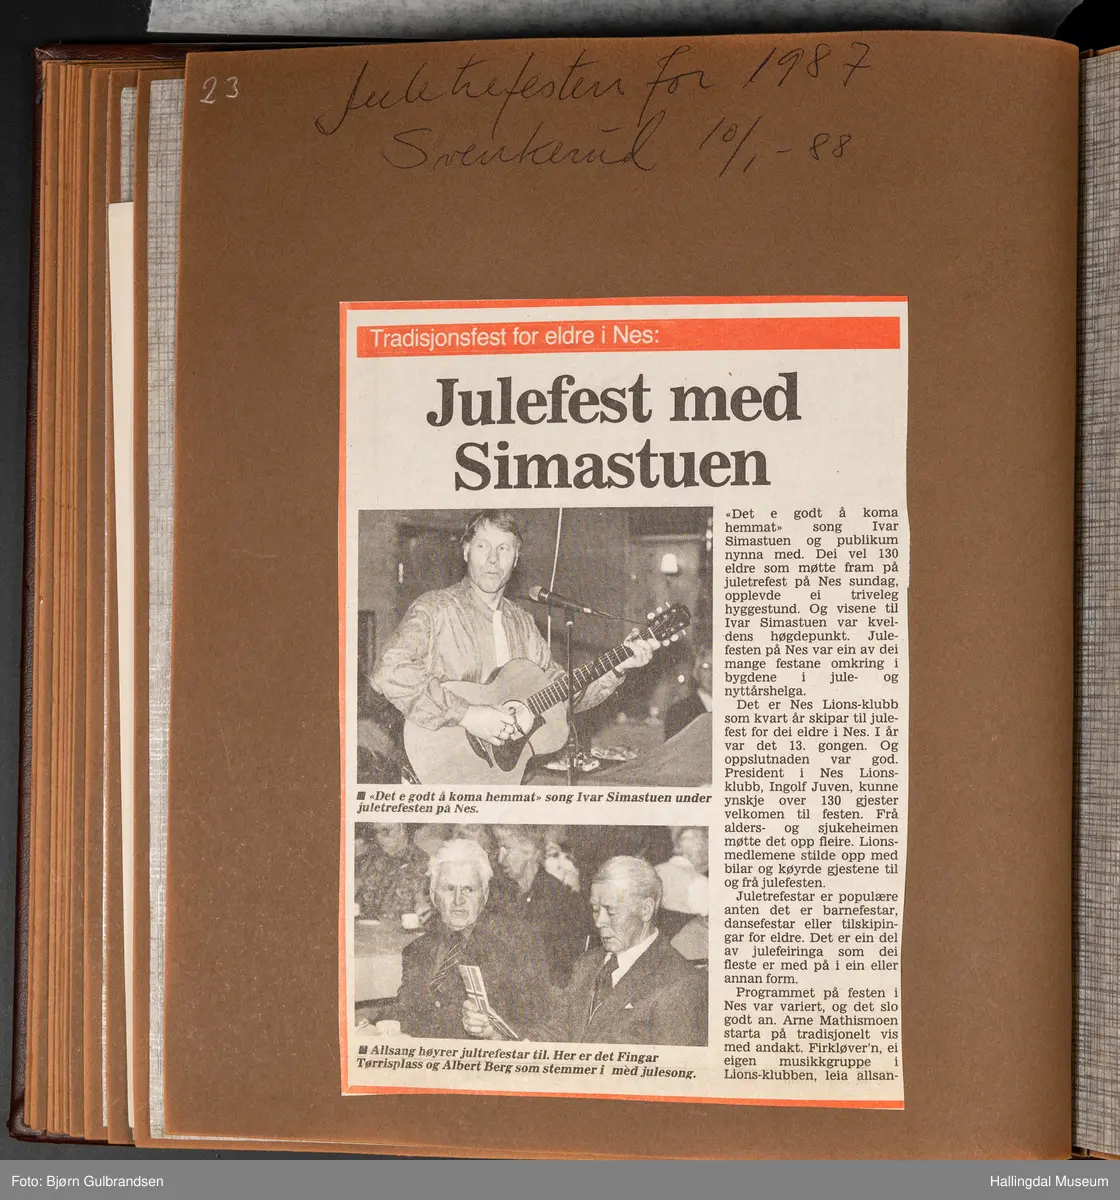 23
Juletrefesten for 1987
Svenkerud 10/1-88
Tradisjonsfest for eldre i Nes:
Julefest med
Simastuen
■ «Det e godt å koma hemmat» song Ivar Simastuen under
juletrefesten på Nes.
■ Allsang høyrer jultrefestar til. Her er det Fingar
Tørrisplass og Albert Berg som stemmer i med julesong.
«Det e godt å koma
hemmat» song Ivar
Simastuen og publikum
nynna med. Dei vel 130
eldre som møtte fram på
juletrefest på Nes sundag,
opplevde ei triveleg
hyggestund. Og visene til
Ivar Simastuen var kvel-
dens høgdepunkt. Jule-
festen på Nes var ein av dei
mange festane omkring i
bygdene i jule- og
nyttårshelga.
Det er Nes Lions-klubb
som kvart år skipar til jule-
fest for dei eldre i Nes. I år
var det 13. gongen. Og
oppslutnaden var god.
President i Nes Lions-
klubb, Ingolf Juven, kunne
ynskje over 130 gjester
velkomen til festen. Frå
alders- og sjukeheimen
møtte det opp fleire. Lions-
medlemene stilde opp med
bilar og køyrde gjestene til
og frå julefesten.
Juletrefestar er populære
anten det er barnefestar,
dansefestar eller tilskipin-
gar for eldre. Det er ein del
av julefeiringa som dei
fleste er med på i ein eller
annan form.
Programmet på festen i
Nes var variert, og det slo
godt an. Arne Mathismoen
starta på tradisjonelt vis
med andakt. Firkløver'n, ei
eigen musikkgruppe i
Lions-klubben, leia allsan-
Foto: Bjørn Gulbrandsen
Hallingdal Museum